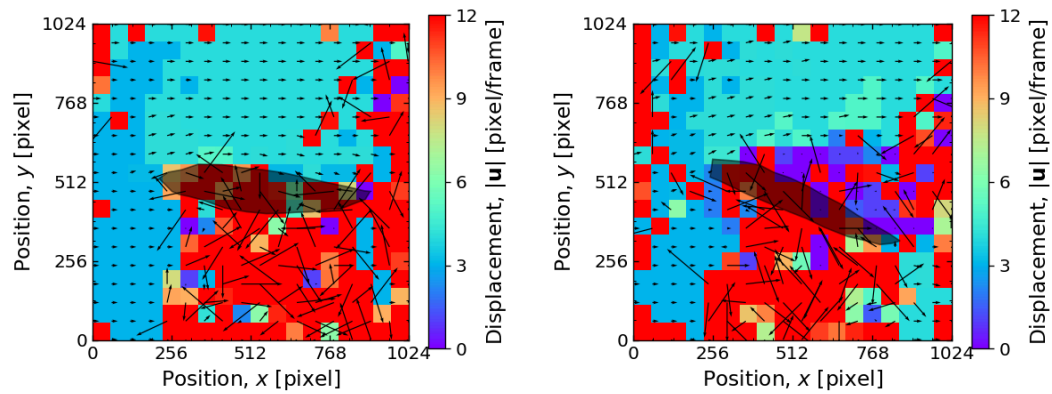 1024
768
512
256
0
0 256 512 768 1024
Position, x [pixel]
Position, y [pixel]
12
9
6
3
0
Displacement, |u| [pixel/frame]
1024
768
512
256
0
0 256 512 768 1024
Position, x [pixel]
Position, y [pixel]
12
9
6
3
0
Displacement, |u| [pixel/frame]